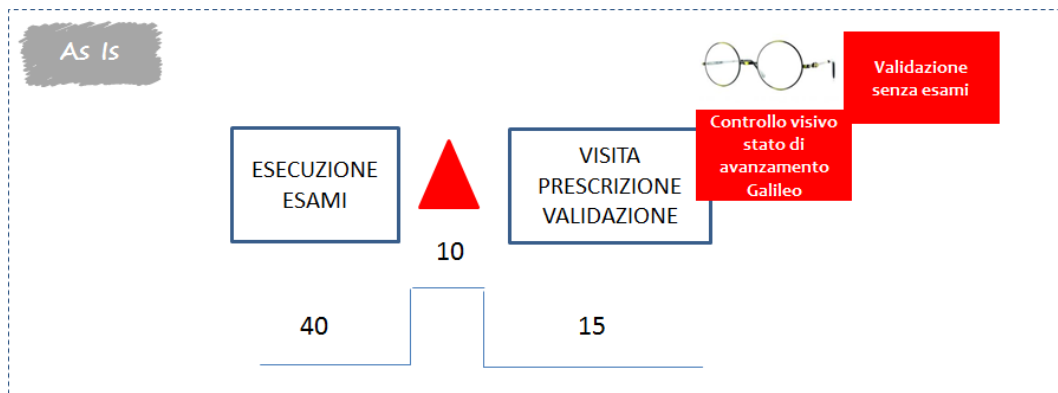 As Is
Validazione
senza esami
Controllo visivo
stato di
avanzamento
Galileo
ESECUZIONE
ESAMI
VISITA
PRESCRIZIONE
VALIDAZIONE
10
40
15